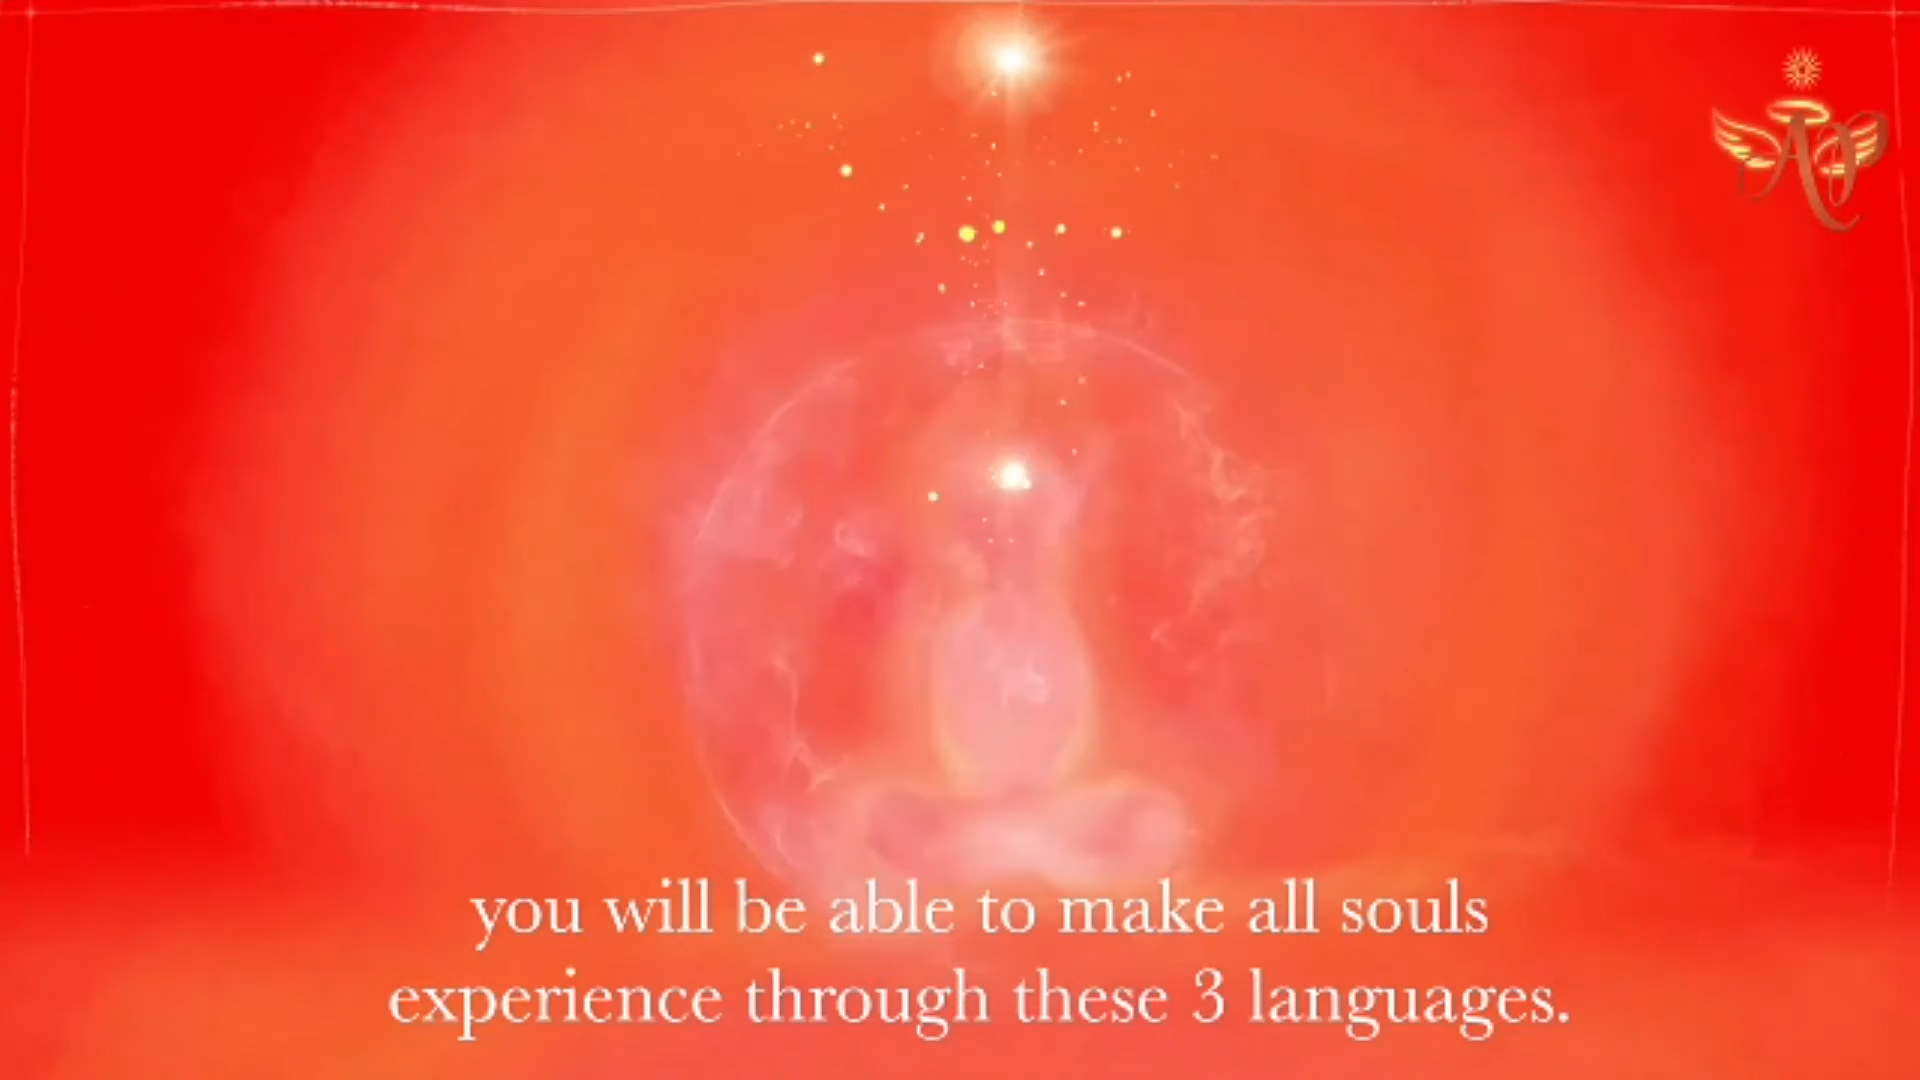 you will be able to make all souls
experience through these 3 languages.